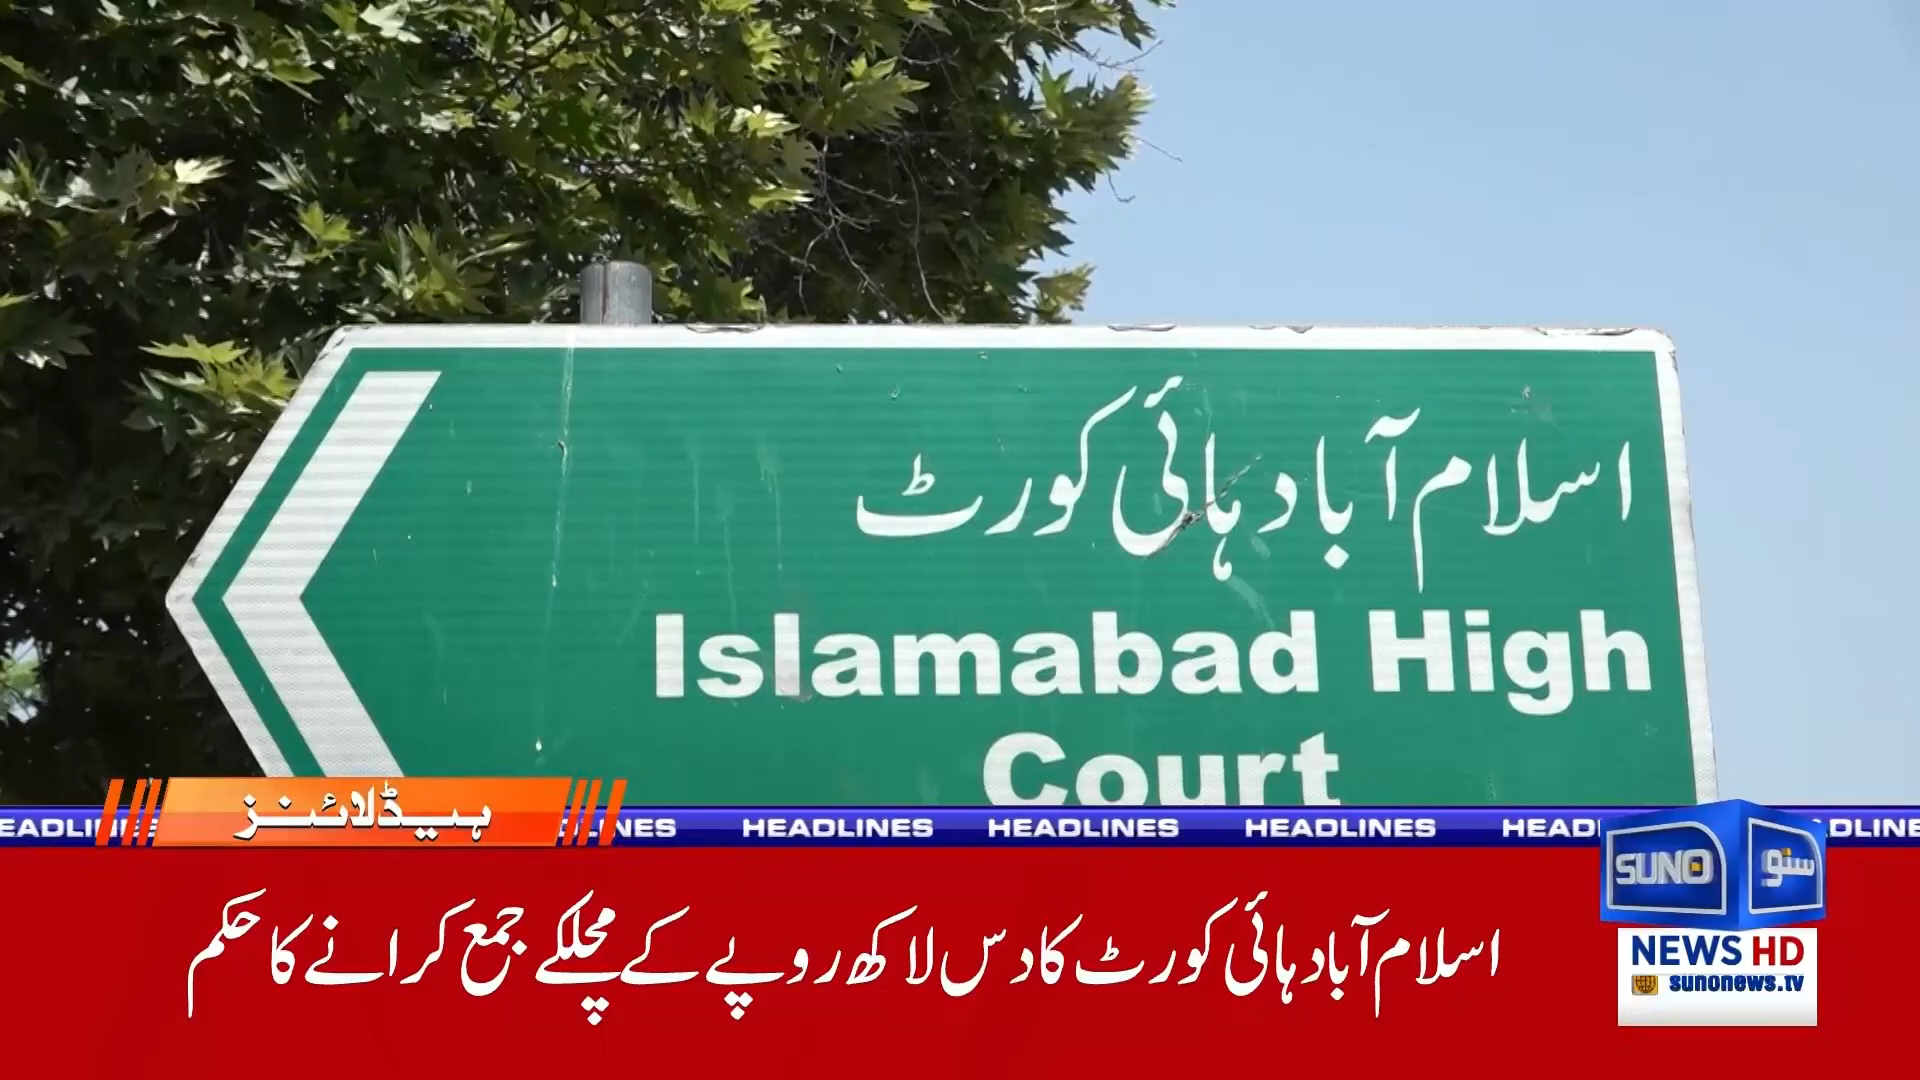 اسلام آباد ہائی کورٹ
Islamabad High
Court
ہیڈلائنز
HEADLINES HEADLINES HEADLINES
اسلام آباد ہائی کورٹ کا دس لاکھ روپے کے مچلکے جمع کرانے کا حکم
SUNO سنو
NEWS HD
sunonews.tv